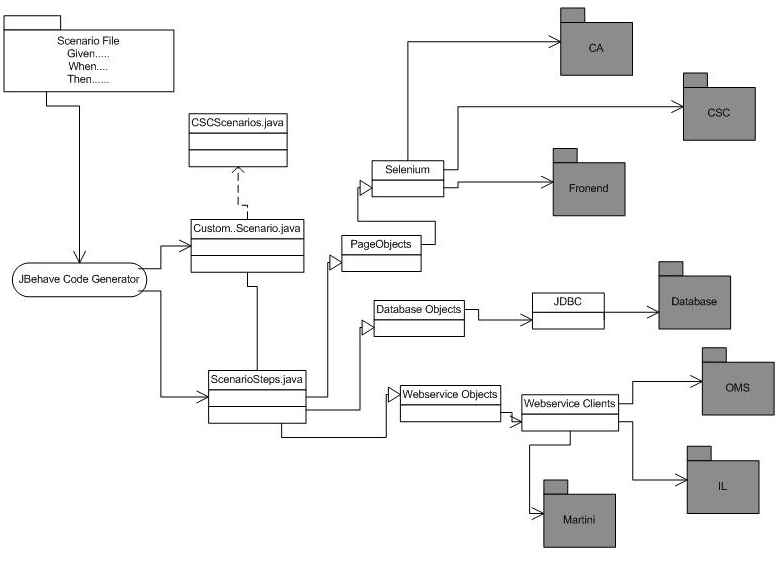 Scenario File
Given.....
When....
Then......
CA
CSC
CSCScenarios.java
Selenium
Fronend
Custom..Scenario.java
PageObjects
JBehave Code Generator
Database Objects
JDBC
Database
ScenarioSteps.java
Webservice Objects
Webservice Clients
OMS
IL
Martini